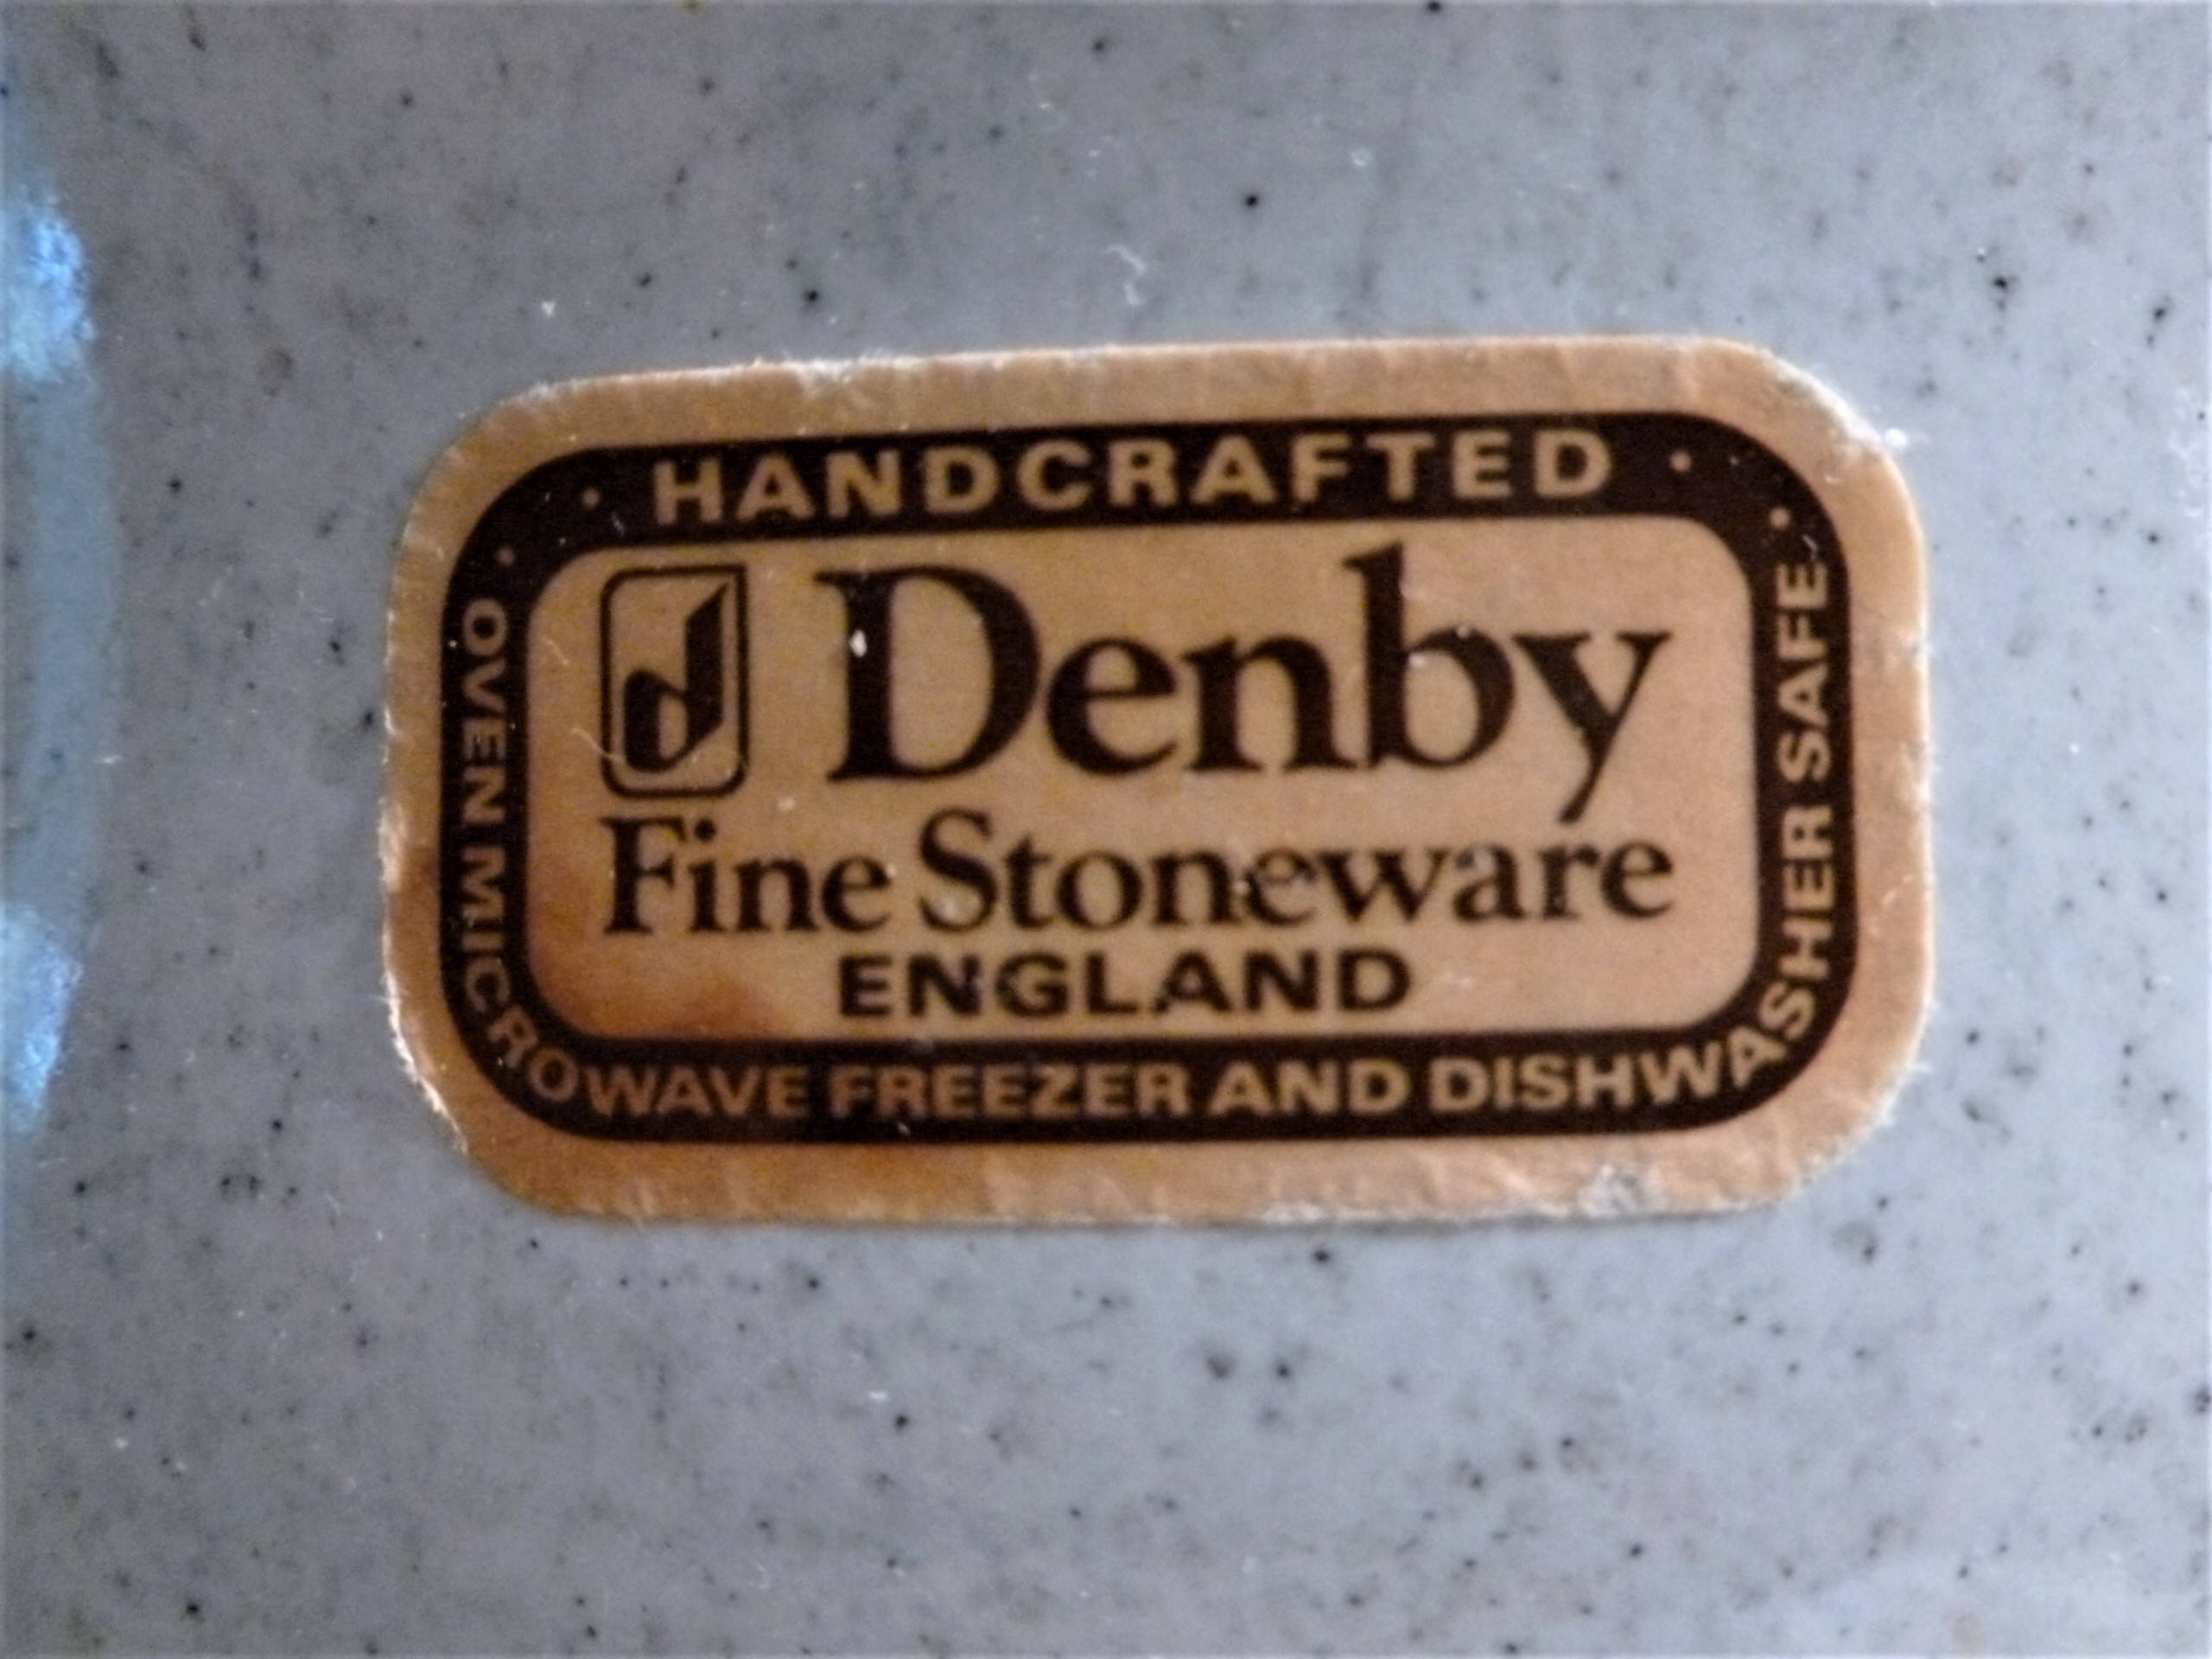 HANDCRAFTED
d Denby
Fine Stoneware
ENGLAND
OVEN MICROWAVE FREEZER AND DISHWASHER SAFE